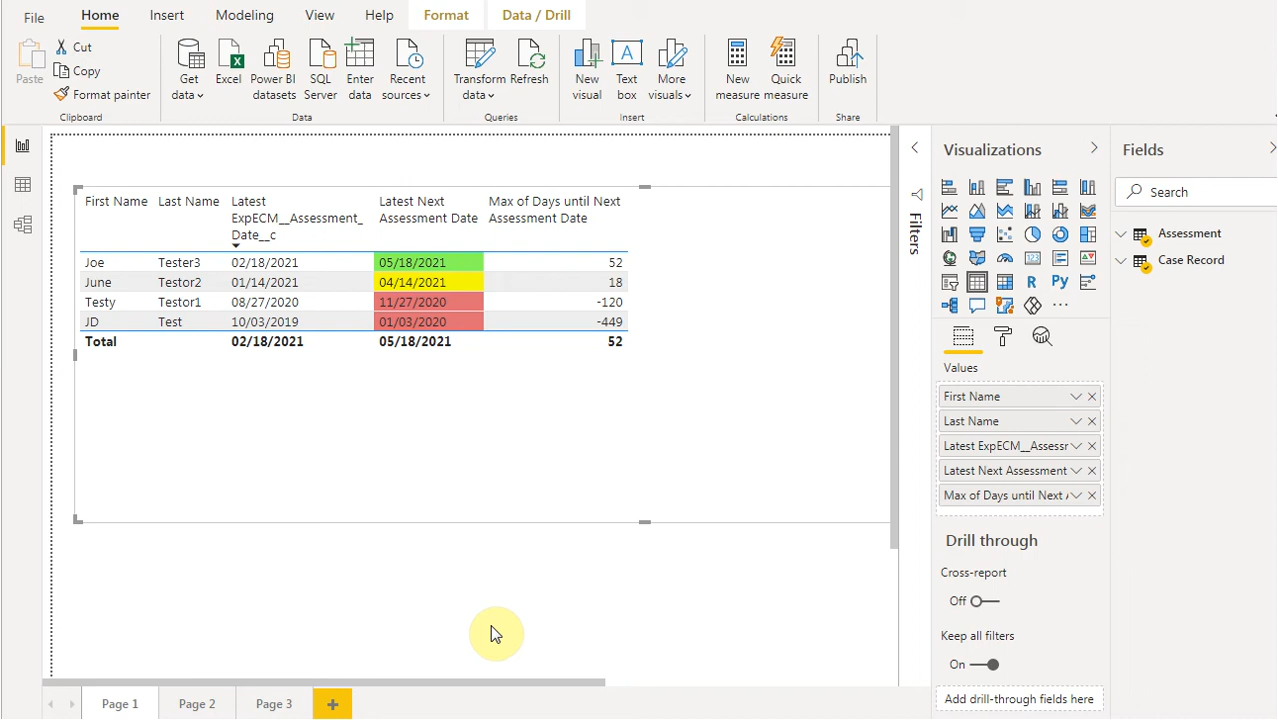 File Home Insert Modeling View Help Format Data / Drill
Paste
Cut
Copy
Format painter
Clipboard
Get data
Excel
Power BI datasets
SQL Server
Enter data
Recent sources
Data
Transform data
Refresh
Queries
New visual
Text box
More visuals
Insert
New measure
Quick measure
Calculations
Publish
Share
First Name Last Name Latest ExpECM__Assessment_Date__c Latest Next Assessment Date Max of Days until Next Assessment Date
Joe Tester3 02/18/2021 05/18/2021 52
June Testor2 01/14/2021 04/14/2021 18
Testy Testor1 08/27/2020 11/27/2020 -120
JD Test 10/03/2019 01/03/2020 -449
Total 02/18/2021 05/18/2021 52
Filters
Visualizations
R Py
Values
First Name
Last Name
Latest ExpECM__Assessr
Latest Next Assessment
Max of Days until Next
Drill through
Cross-report
Off
Keep all filters
On
Add drill-through fields here
Fields
Search
Assessment
Case Record
Page 1 Page 2 Page 3